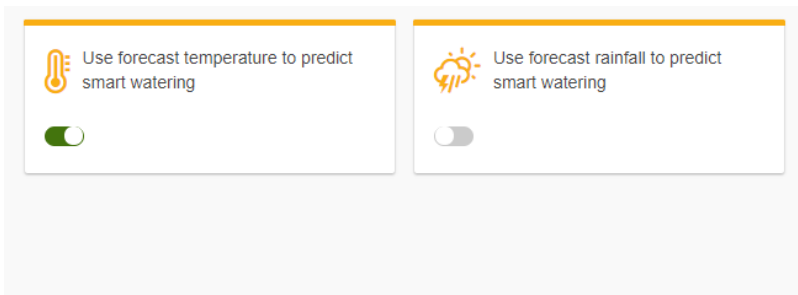 Use forecast temperature to predict
smart watering
Use forecast rainfall to predict
smart watering